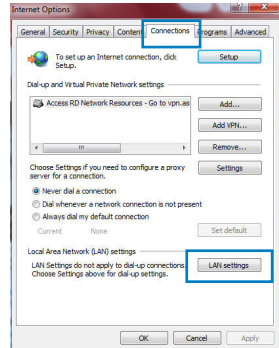 Internet Options
General Security Privacy Content Connections Programs Advanced
To set up an Internet connection, click Setup.
Setup
Dial-up and Virtual Private Network settings
Access RD Network Resources - Go to vpn.as
Add...
Add VPN...
Remove...
Choose Settings if you need to configure a proxy
server for a connection.
Settings
Never dial a connection
Dial whenever a network connection is not present
Always dial my default connection
Current None
Set default
Local Area Network (LAN) settings
LAN Settings do not apply to dial-up connections.
Choose Settings above for dial-up settings.
LAN settings
OK Cancel Apply